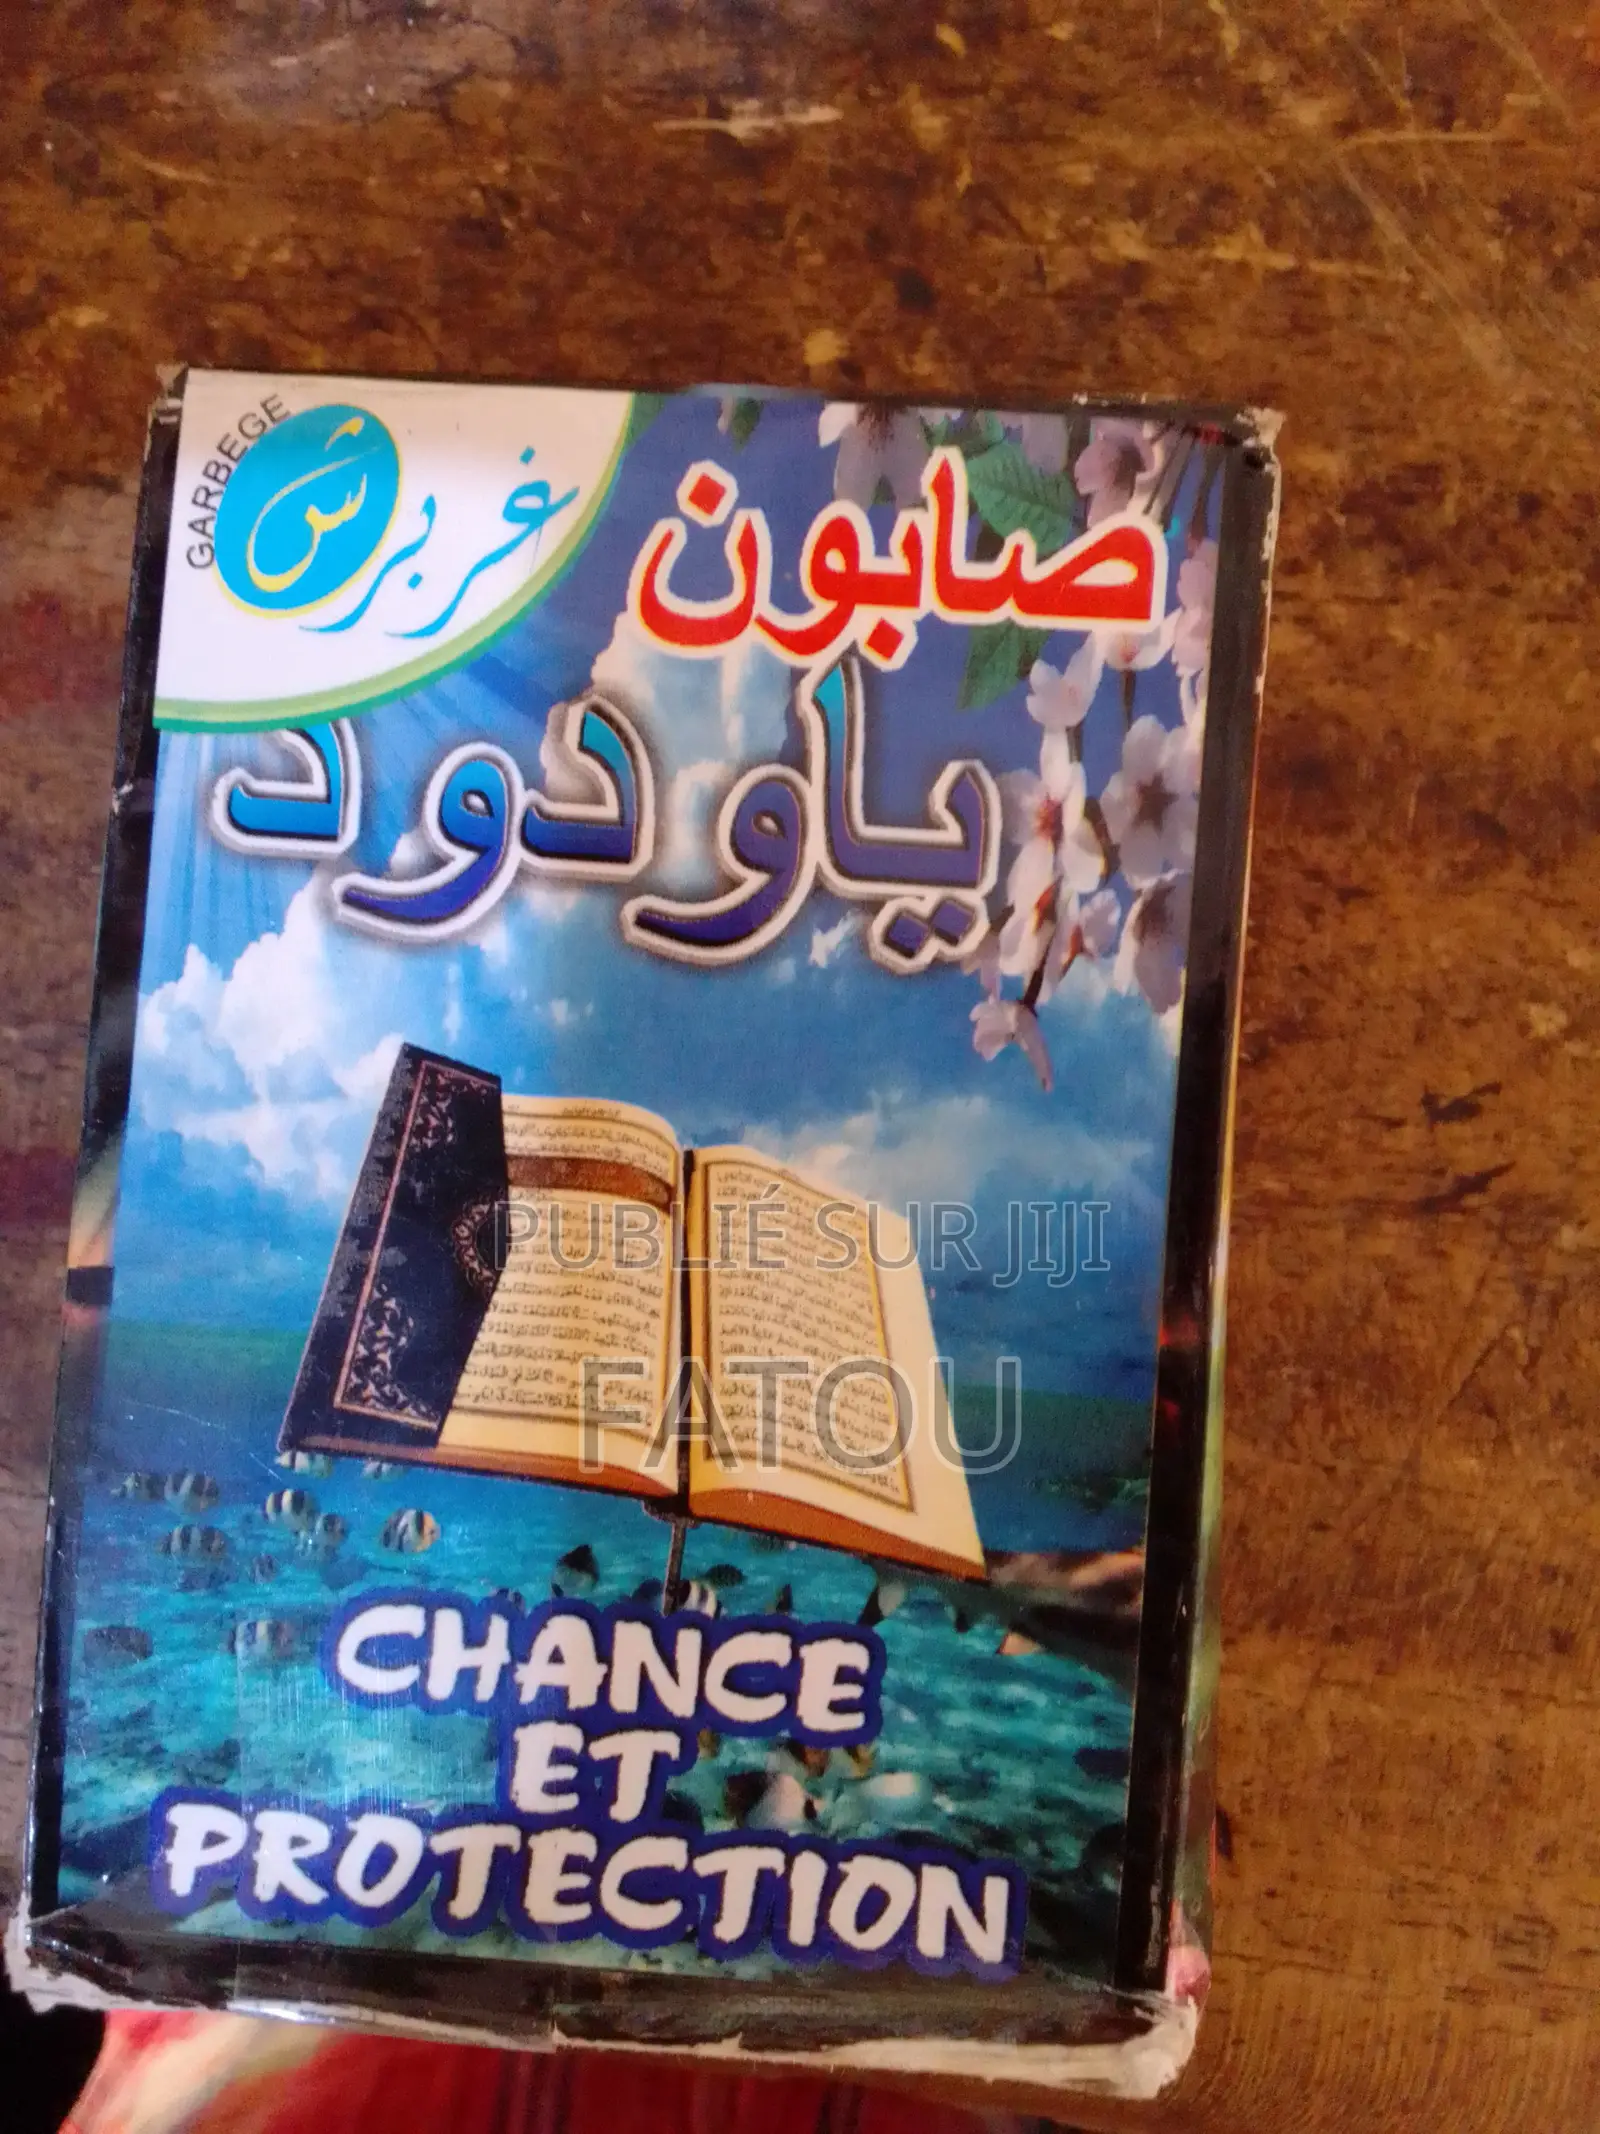 GARBEGE
غربش
صابون
ياودود
PUBLIÉ SUR JIJI
FATOU
CHANCE
ET
PROTECTION